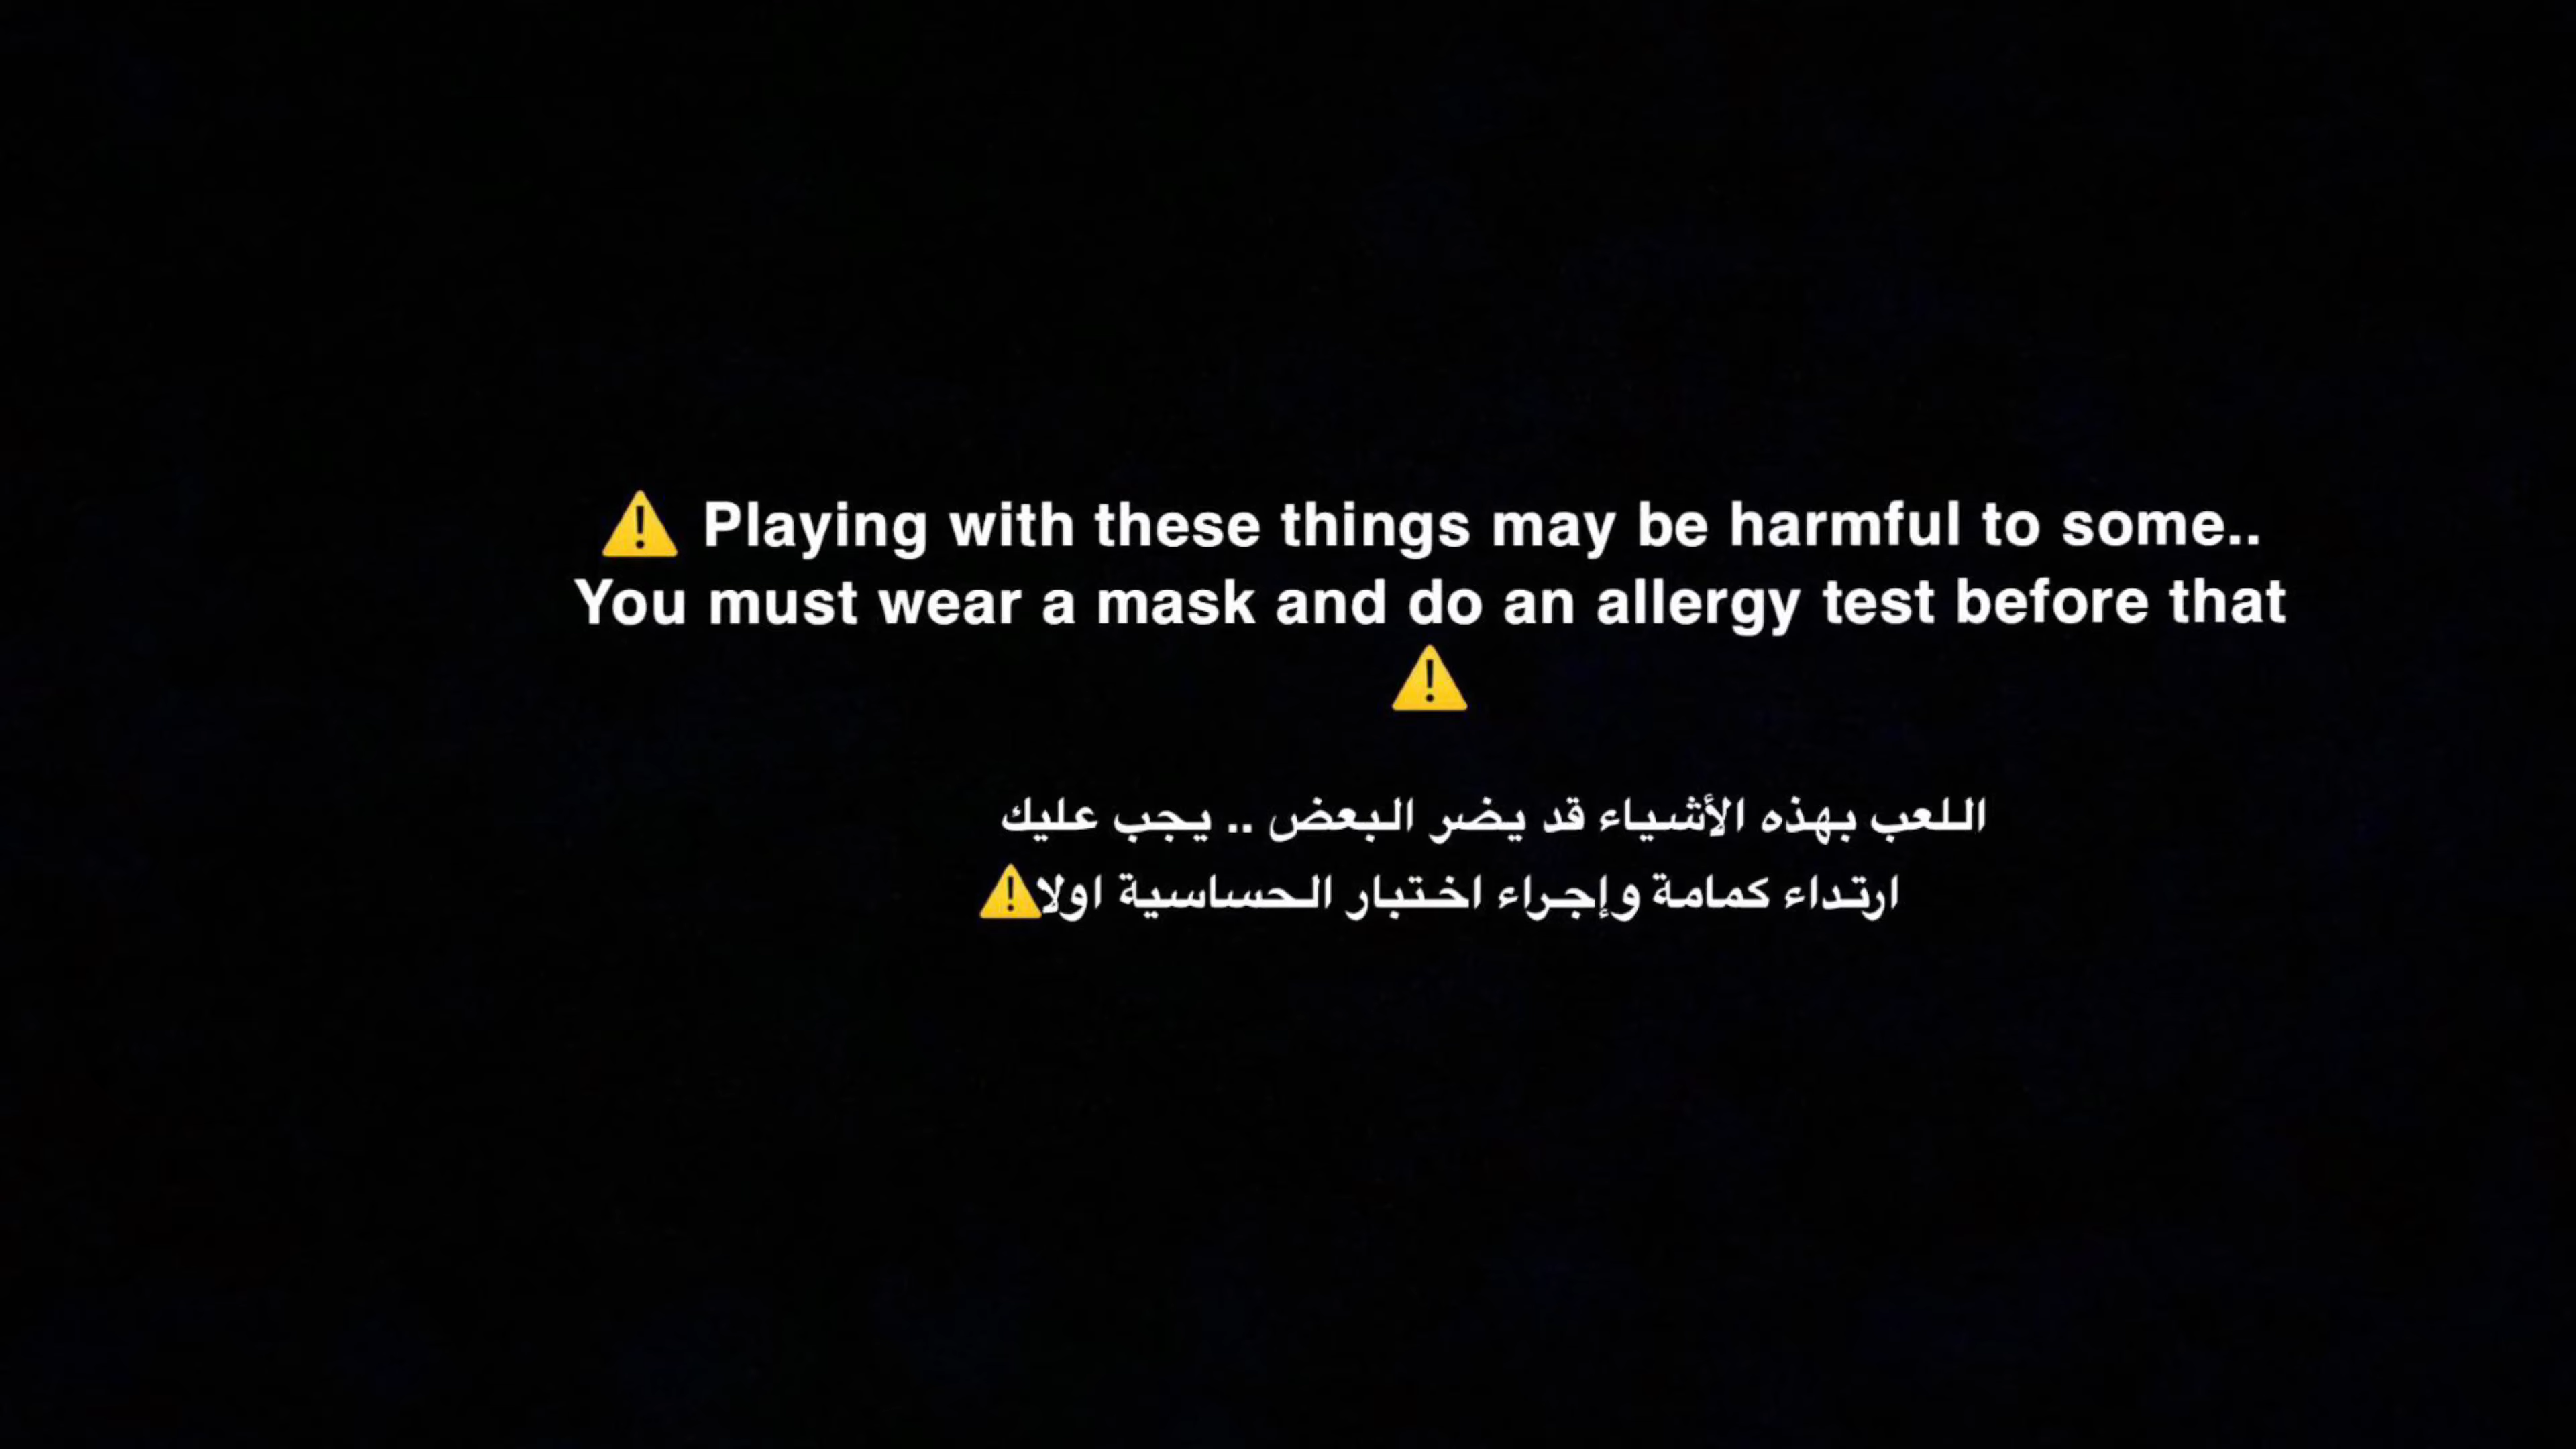 ⚠️ Playing with these things may be harmful to some..
You must wear a mask and do an allergy test before that
⚠️
اللعب بهذه الأشياء قد يضر البعض .. يجب عليك
ارتداء كمامة وإجراء اختبار الحساسية اولا⚠️